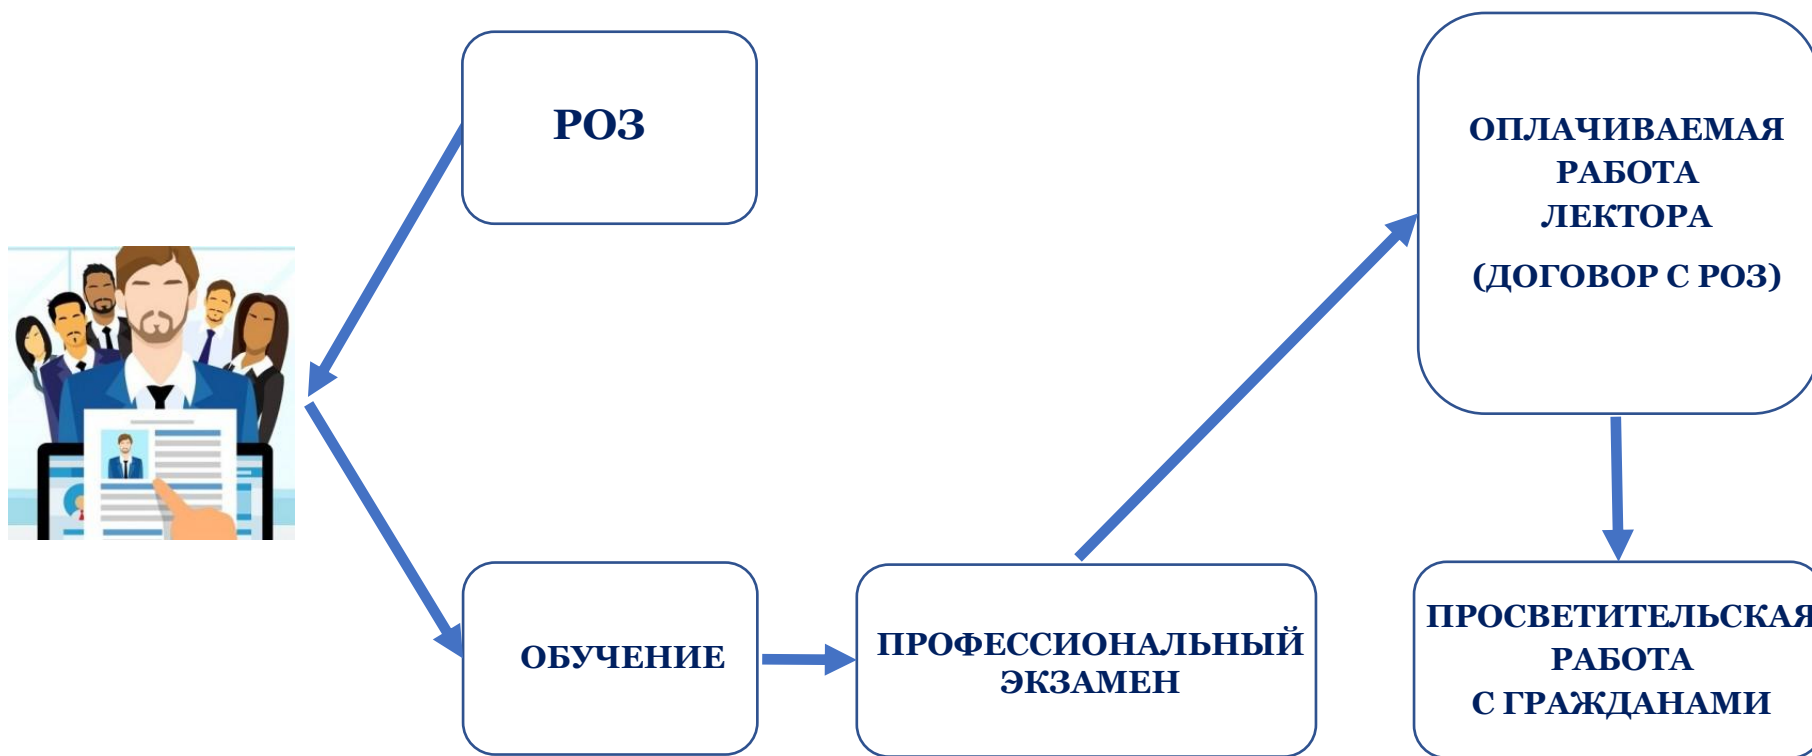 РОЗ
ОПЛАЧИВАЕМАЯ
РАБОТА
ЛЕКТОРА
(ДОГОВОР С РОЗ)
ОБУЧЕНИЕ
ПРОФЕССИОНАЛЬНЫЙ
ЭКЗАМЕН
ПРОСВЕТИТЕЛЬСКАЯ
РАБОТА
С ГРАЖДАНАМИ